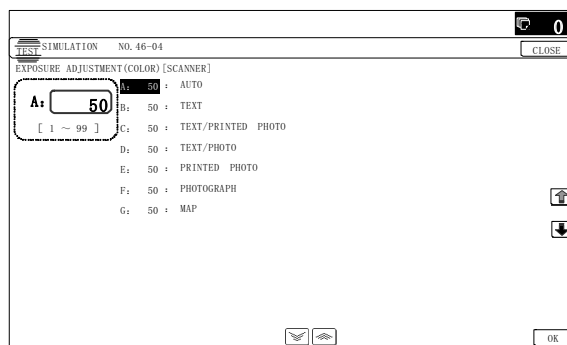 0
TEST SIMULATION NO. 46-04
CLOSE
EXPOSURE ADJUSTMENT(COLOR)[SCANNER]
A: 50
[ 1 ~ 99 ]
A: 50 : AUTO
B: 50 : TEXT
C: 50 : TEXT/PRINTED PHOTO
D: 50 : TEXT/PHOTO
E: 50 : PRINTED PHOTO
F: 50 : PHOTOGRAPH
G: 50 : MAP
OK